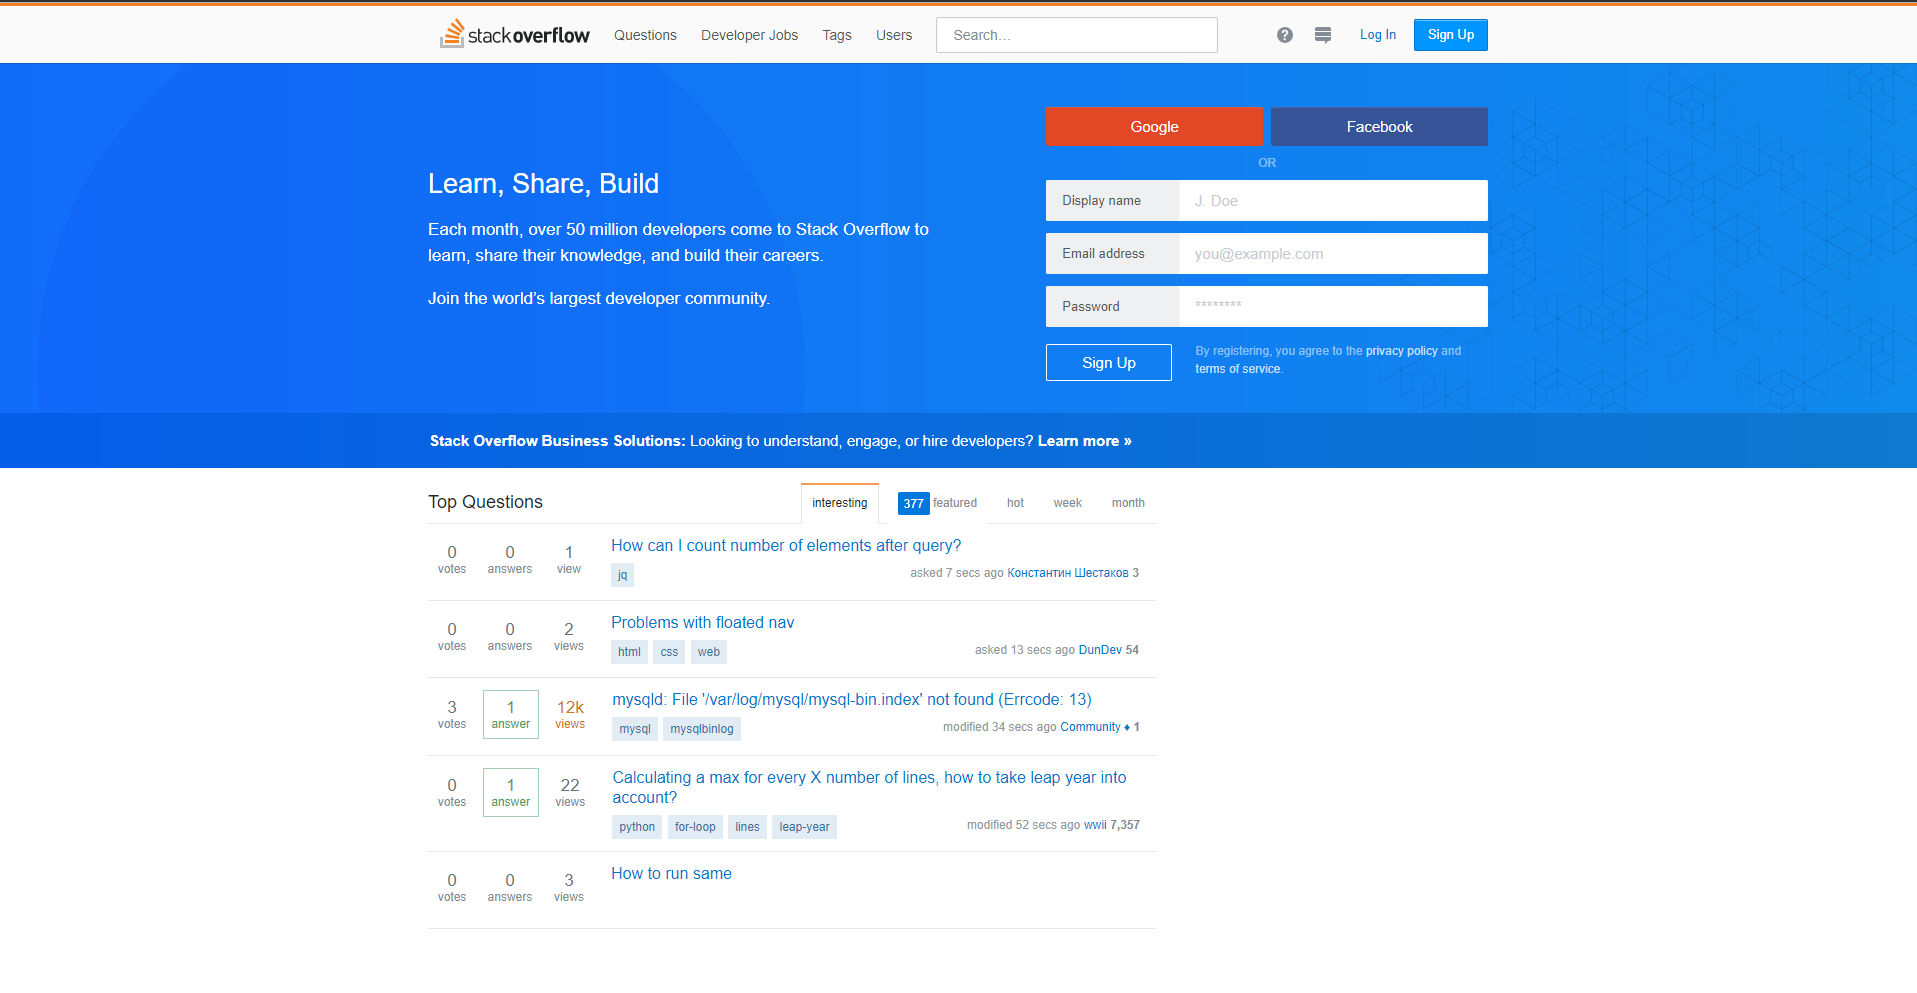 stackoverflow Questions Developer Jobs Tags Users Search... ? Log In Sign Up
Google Facebook
OR
Learn, Share, Build
Each month, over 50 million developers come to Stack Overflow to
learn, share their knowledge, and build their careers.
Join the world’s largest developer community.
Display name J. Doe
Email address you@example.com
Password ********
Sign Up
By registering, you agree to the privacy policy and
terms of service.
Stack Overflow Business Solutions: Looking to understand, engage, or hire developers? Learn more »
Top Questions interesting 377 featured hot week month
0 votes 0 answers 1 view
How can I count number of elements after query?
jq
asked 7 secs ago Константин Шестаков 3
0 votes 0 answers 2 views
Problems with floated nav
html css web
asked 13 secs ago DunDev 54
3 votes 1 answer 12k views
mysqld: File '/var/log/mysql/mysql-bin.index' not found (Errcode: 13)
mysql mysqlbinlog
modified 34 secs ago Community ♦ 1
0 votes 1 answer 22 views
Calculating a max for every X number of lines, how to take leap year into
account?
python for-loop lines leap-year
modified 52 secs ago wwii 7,357
0 votes 0 answers 3 views
How to run same